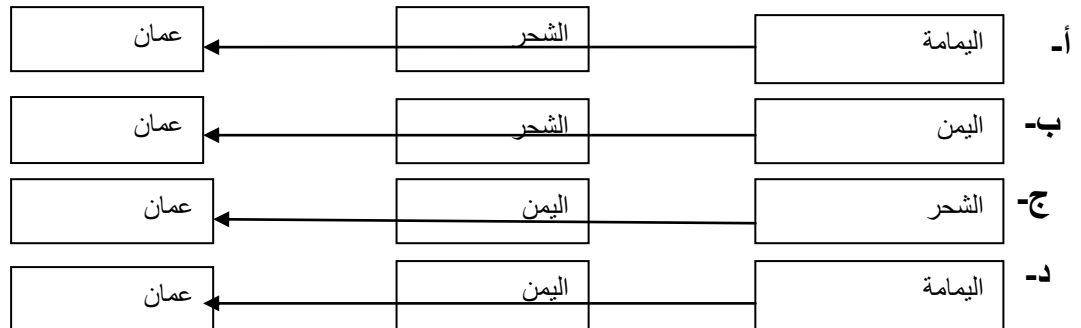 أ- اليمامة الشحر عمان
ب- اليمن الشحر عمان
ج- الشحر اليمن عمان
د- اليمامة اليمن عمان